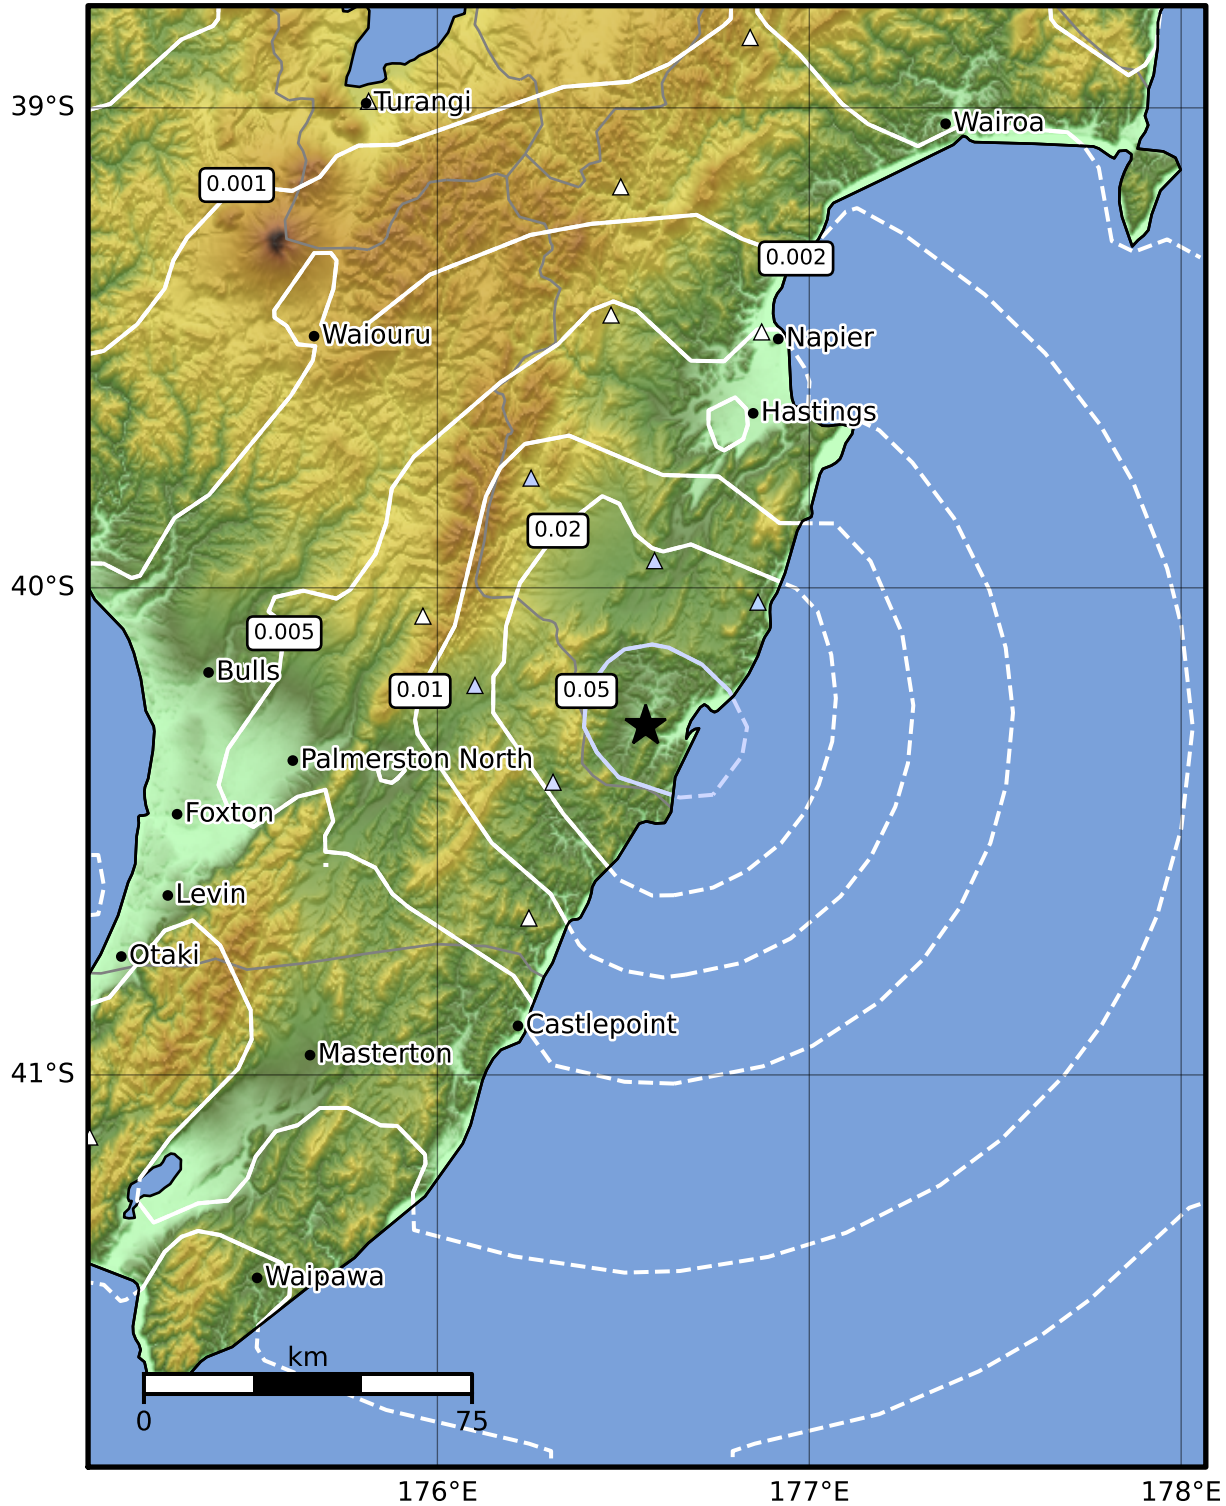 39°S
Turangi
Wairoa
0.001
0.002
Waiouru
Napier
Hastings
0.02
40°S
0.005
Bulls
0.01
0.05
Palmerston North
Foxton
Levin
Otaki
Castlepoint
Masterton
41°S
Waipawa
km
0
75
176°E
177°E
178°E